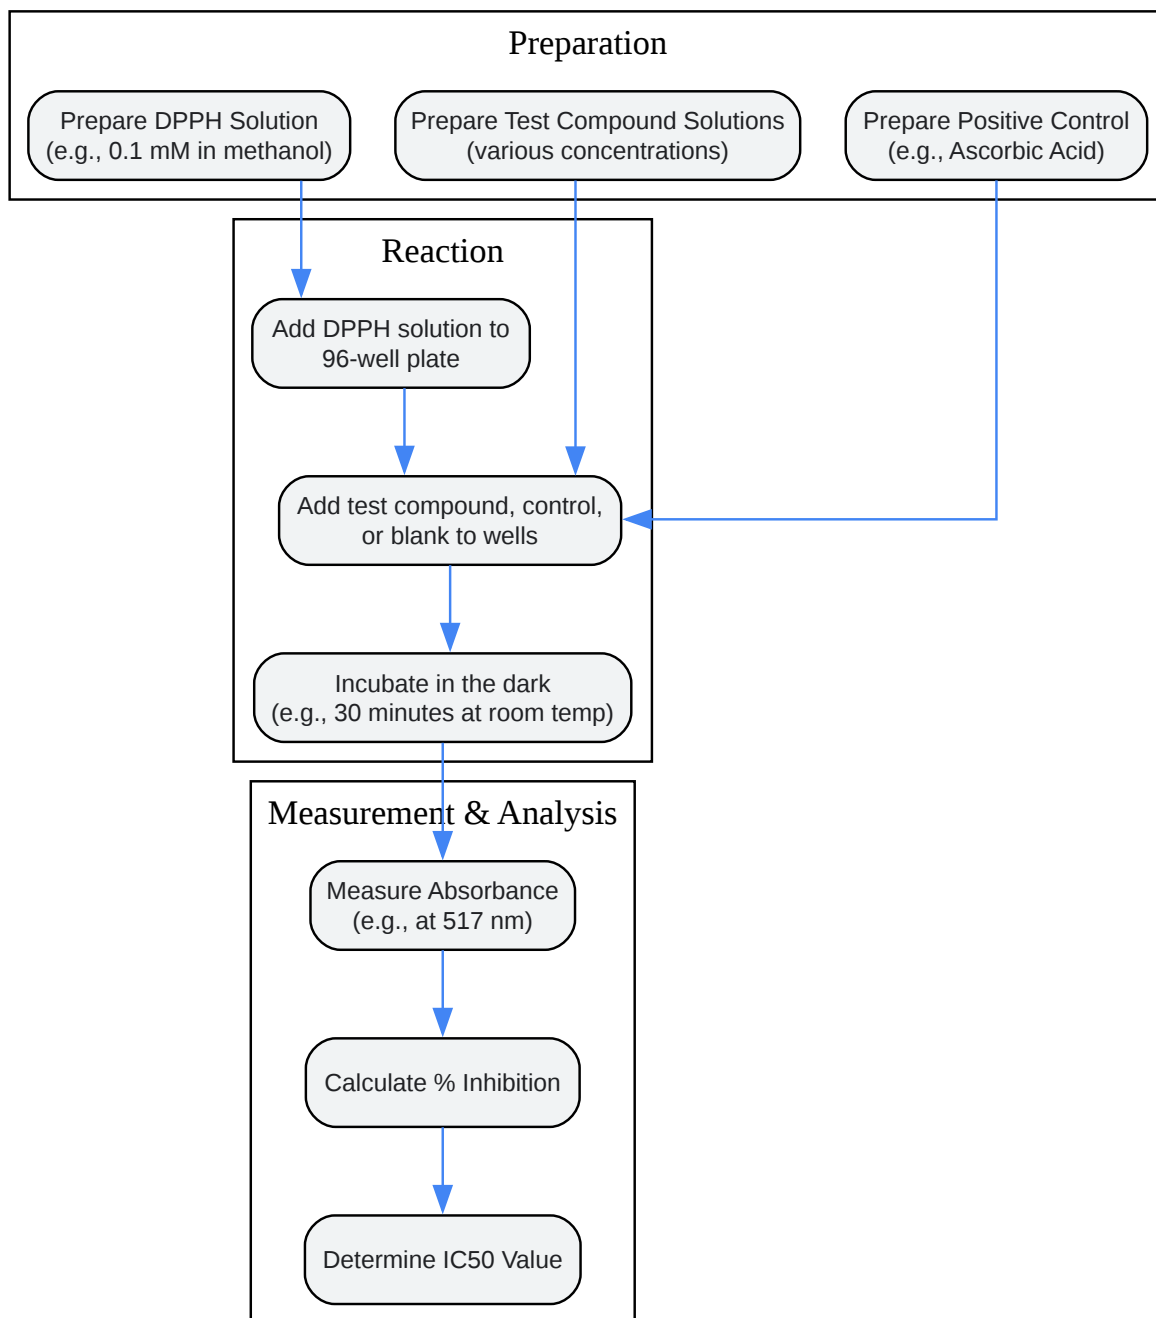 Preparation
Prepare DPPH Solution
(e.g., 0.1 mM in methanol)
Prepare Test Compound Solutions
(various concentrations)
Prepare Positive Control
(e.g., Ascorbic Acid)
Reaction
Add DPPH solution to
96-well plate
Add test compound, control,
or blank to wells
Incubate in the dark
(e.g., 30 minutes at room temp)
Measurement & Analysis
Measure Absorbance
(e.g., at 517 nm)
Calculate % Inhibition
Determine IC50 Value